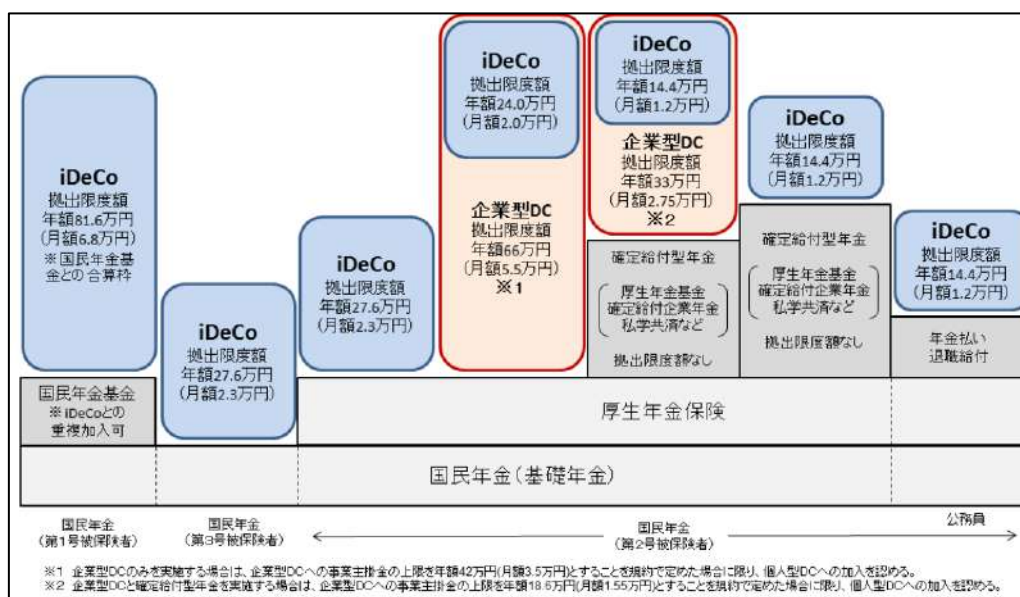 iDeCo
拠出限度額
年額81.6万円
(月額6.8万円)
※国民年金基
金との合算枠
国民年金基金
※iDeCoとの
重複加入可
iDeCo
拠出限度額
年額27.6万円
(月額2.3万円)
iDeCo
拠出限度額
年額27.6万円
(月額2.3万円)
iDeCo
拠出限度額
年額24.0万円
(月額2.0万円)
企業型DC
拠出限度額
年額66万円
(月額5.5万円)
※1
iDeCo
拠出限度額
年額14.4万円
(月額1.2万円)
企業型DC
拠出限度額
年額33万円
(月額2.75万円)
※2
確定給付型年金
厚生年金基金
確定給付企業年金
私学共済など
拠出限度額なし
iDeCo
拠出限度額
年額14.4万円
(月額1.2万円)
確定給付型年金
厚生年金基金
確定給付企業年金
私学共済など
拠出限度額なし
iDeCo
拠出限度額
年額14.4万円
(月額1.2万円)
年金払い
退職給付
厚生年金保険
国民年金(基礎年金)
国民年金
(第1号被保険者)
国民年金
(第3号被保険者)
国民年金
(第2号被保険者)
公務員
※1 企業型DCのみを実施する場合は、企業型DCへの事業主掛金の上限を年額42万円(月額3.5万円)とすることを規約で定めた場合に限り、個人型DCへの加入を認める。
※2 企業型DCと確定給付型年金を実施する場合は、企業型DCへの事業主掛金の上限を年額18.6万円(月額1.55万円)とすることを規約で定めた場合に限り、個人型DCへの加入を認める。